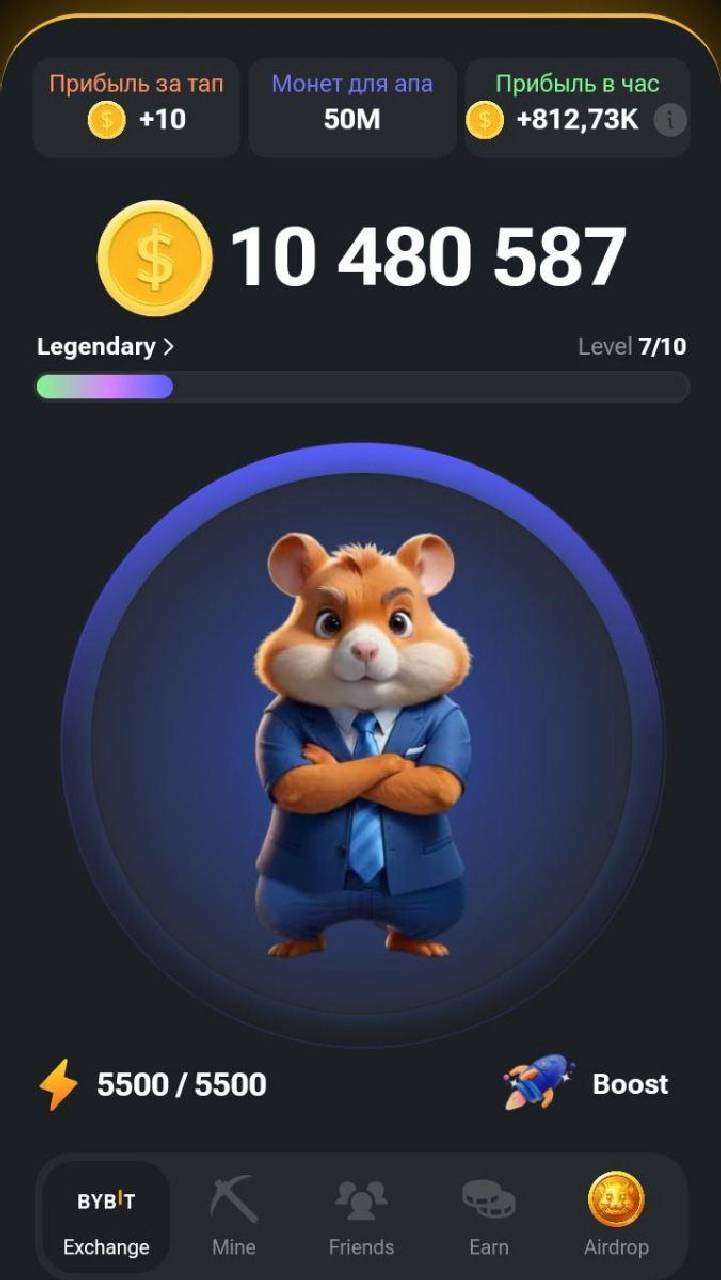 Прибыль за тап
+10
Монет для апа
50M
Прибыль в час
+812,73K
10 480 587
Legendary >
Level 7/10
5500 / 5500
Boost
BYBIT
Exchange
Mine
Friends
Earn
Airdrop